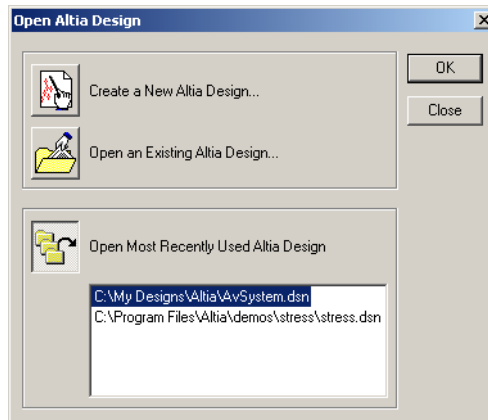 Open Altia Design
Create a New Altia Design...
Open an Existing Altia Design...
OK
Close
Open Most Recently Used Altia Design
C:\My Designs\Altia\AvSystem.dsn
C:\Program Files\Altia\demos\stress\stress.dsn